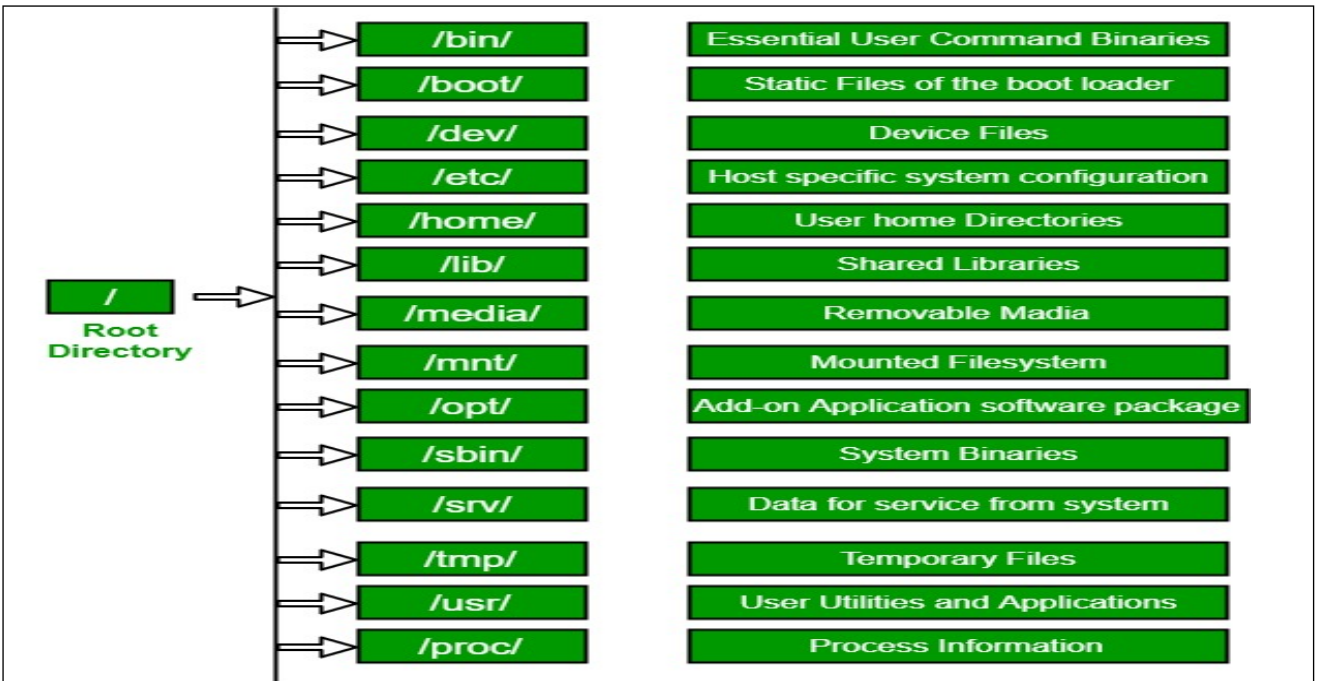 /
Root
Directory
/bin/ Essential User Command Binaries
/boot/ Static Files of the boot loader
/dev/ Device Files
/etc/ Host specific system configuration
/home/ User home Directories
/lib/ Shared Libraries
/media/ Removable Madia
/mnt/ Mounted Filesystem
/opt/ Add-on Application software package
/sbin/ System Binaries
/srv/ Data for service from system
/tmp/ Temporary Files
/usr/ User Utilities and Applications
/proc/ Process Information